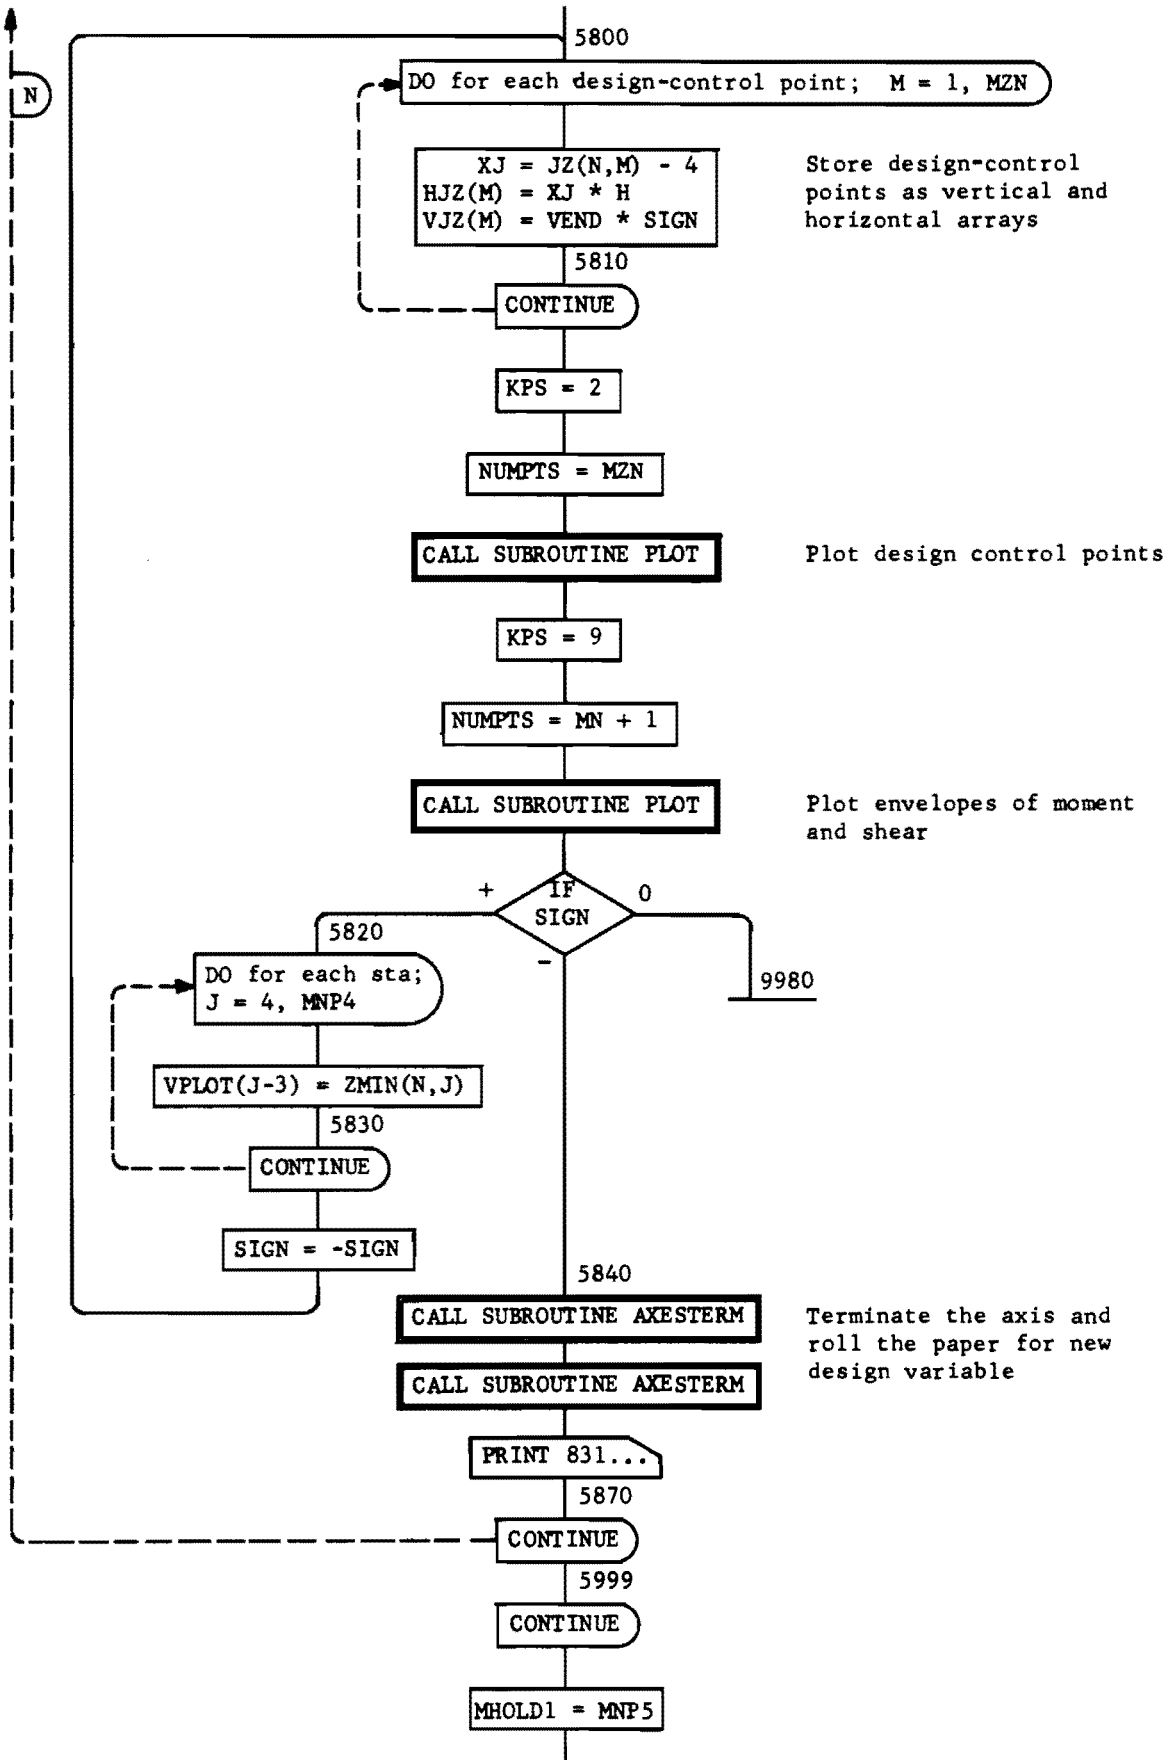 5800
N
DO for each design-control point; M = 1, MZN
XJ = JZ(N,M) - 4
HJZ(M) = XJ * H
VJZ(M) = VEND * SIGN
Store design-control
points as vertical and
horizontal arrays
5810
CONTINUE
KPS = 2
NUMPTS = MZN
CALL SUBROUTINE PLOT
Plot design control points
KPS = 9
NUMPTS = MN + 1
CALL SUBROUTINE PLOT
Plot envelopes of moment
and shear
+
IF
SIGN
0
-
5820
9980
DO for each sta;
J = 4, MNP4
VPLOT(J-3) = ZMIN(N,J)
5830
CONTINUE
SIGN = -SIGN
5840
CALL SUBROUTINE AXESTERM
CALL SUBROUTINE AXESTERM
Terminate the axis and
roll the paper for new
design variable
PRINT 831...
5870
CONTINUE
5999
CONTINUE
MHOLD1 = MNP5